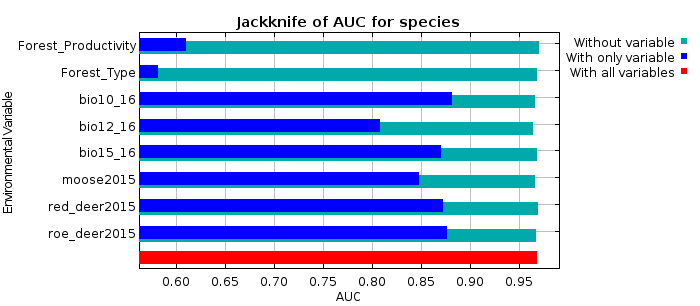 Jackknife of AUC for species
Environmental Variable
Forest_Productivity
Forest_Type
bio10_16
bio12_16
bio15_16
moose2015
red_deer2015
roe_deer2015
0.60 0.65 0.70 0.75 0.80 0.85 0.90 0.95
AUC
Without variable
With only variable
With all variables